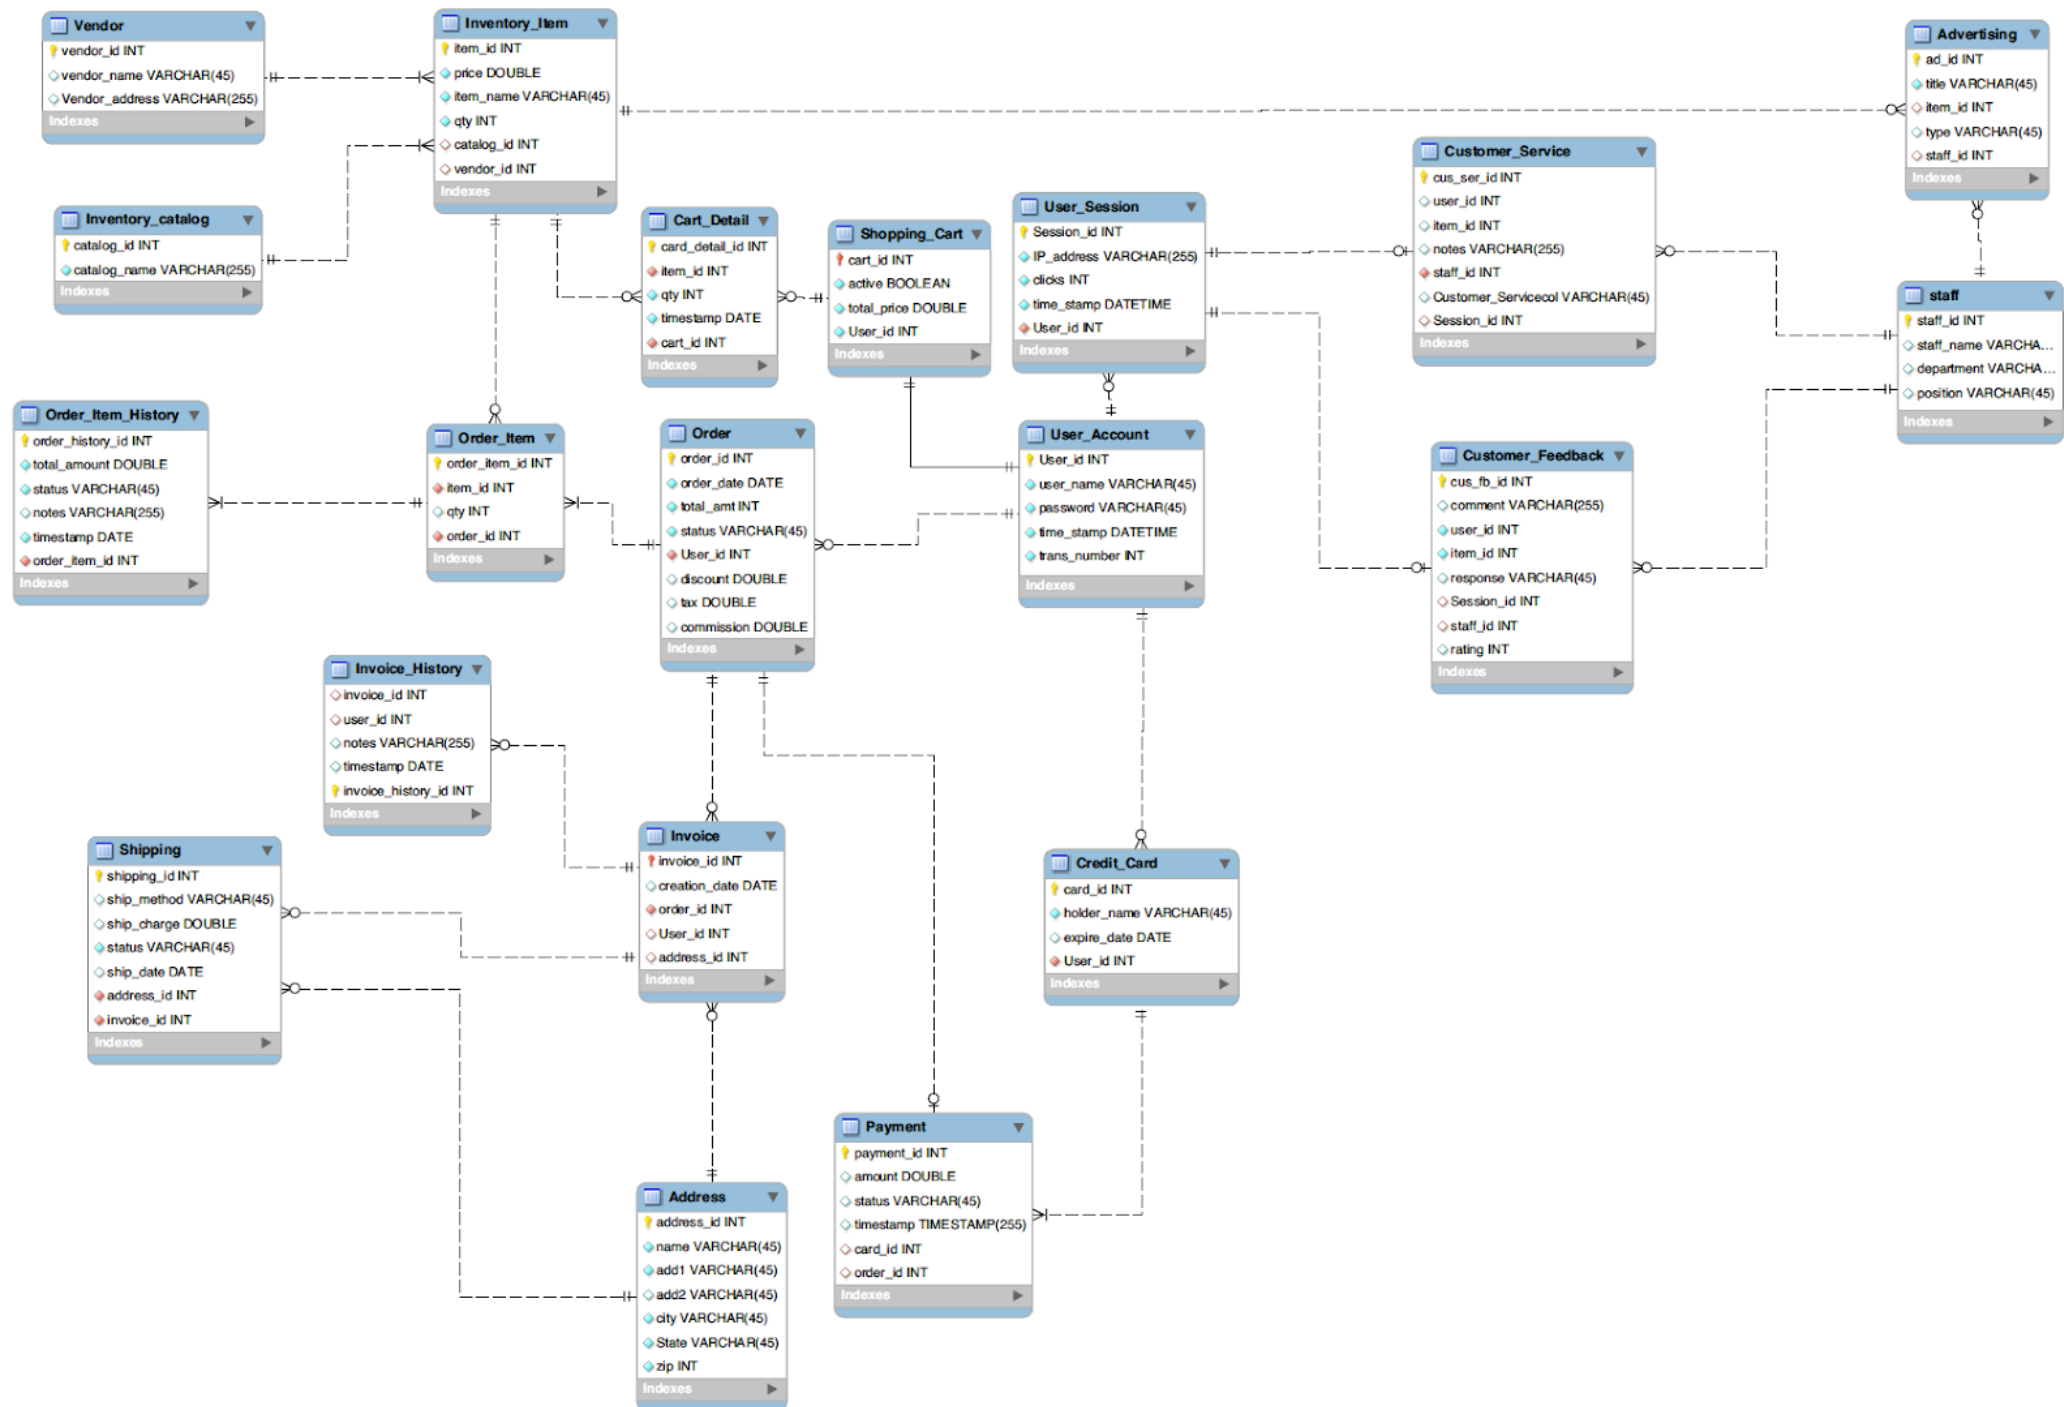 Vendor
vendor_id INT
vendor_name VARCHAR(45)
Vendor_address VARCHAR(255)
Indexes
Inventory_Item
item_id INT
price DOUBLE
item_name VARCHAR(45)
qty INT
catalog_id INT
vendor_id INT
Indexes
Advertising
ad_id INT
title VARCHAR(45)
item_id INT
type VARCHAR(45)
staff_id INT
Indexes
Inventory_catalog
catalog_id INT
catalog_name VARCHAR(255)
Indexes
Cart_Detail
card_detail_id INT
item_id INT
qty INT
timestamp DATE
cart_id INT
Indexes
Shopping_Cart
cart_id INT
active BOOLEAN
total_price DOUBLE
User_id INT
Indexes
User_Session
Session_id INT
IP_address VARCHAR(255)
clicks INT
time_stamp DATETIME
User_id INT
Indexes
Customer_Service
cus_ser_id INT
user_id INT
item_id INT
notes VARCHAR(255)
staff_id INT
Customer_Servicecol VARCHAR(45)
Session_id INT
Indexes
staff
staff_id INT
staff_name VARCHA...
department VARCHA...
position VARCHAR(45)
Indexes
Order_Item_History
order_history_id INT
total_amount DOUBLE
status VARCHAR(45)
notes VARCHAR(255)
timestamp DATE
order_item_id INT
Indexes
Order_Item
order_item_id INT
item_id INT
qty INT
order_id INT
Indexes
Order
order_id INT
order_date DATE
total_amt INT
status VARCHAR(45)
User_id INT
discount DOUBLE
tax DOUBLE
commission DOUBLE
Indexes
User_Account
User_id INT
user_name VARCHAR(45)
password VARCHAR(45)
time_stamp DATETIME
trans_number INT
Indexes
Customer_Feedback
cus_fb_id INT
comment VARCHAR(255)
user_id INT
item_id INT
response VARCHAR(45)
Session_id INT
staff_id INT
rating INT
Indexes
Invoice_History
invoice_id INT
user_id INT
notes VARCHAR(255)
timestamp DATE
invoice_history_id INT
Indexes
Shipping
shipping_id INT
ship_method VARCHAR(45)
ship_charge DOUBLE
status VARCHAR(45)
ship_date DATE
address_id INT
invoice_id INT
Indexes
Invoice
invoice_id INT
creation_date DATE
order_id INT
User_id INT
address_id INT
Indexes
Credit_Card
card_id INT
holder_name VARCHAR(45)
expire_date DATE
User_id INT
Indexes
Payment
payment_id INT
amount DOUBLE
status VARCHAR(45)
timestamp TIMESTAMP(255)
card_id INT
order_id INT
Indexes
Address
address_id INT
name VARCHAR(45)
add1 VARCHAR(45)
add2 VARCHAR(45)
city VARCHAR(45)
State VARCHAR(45)
zip INT
Indexes